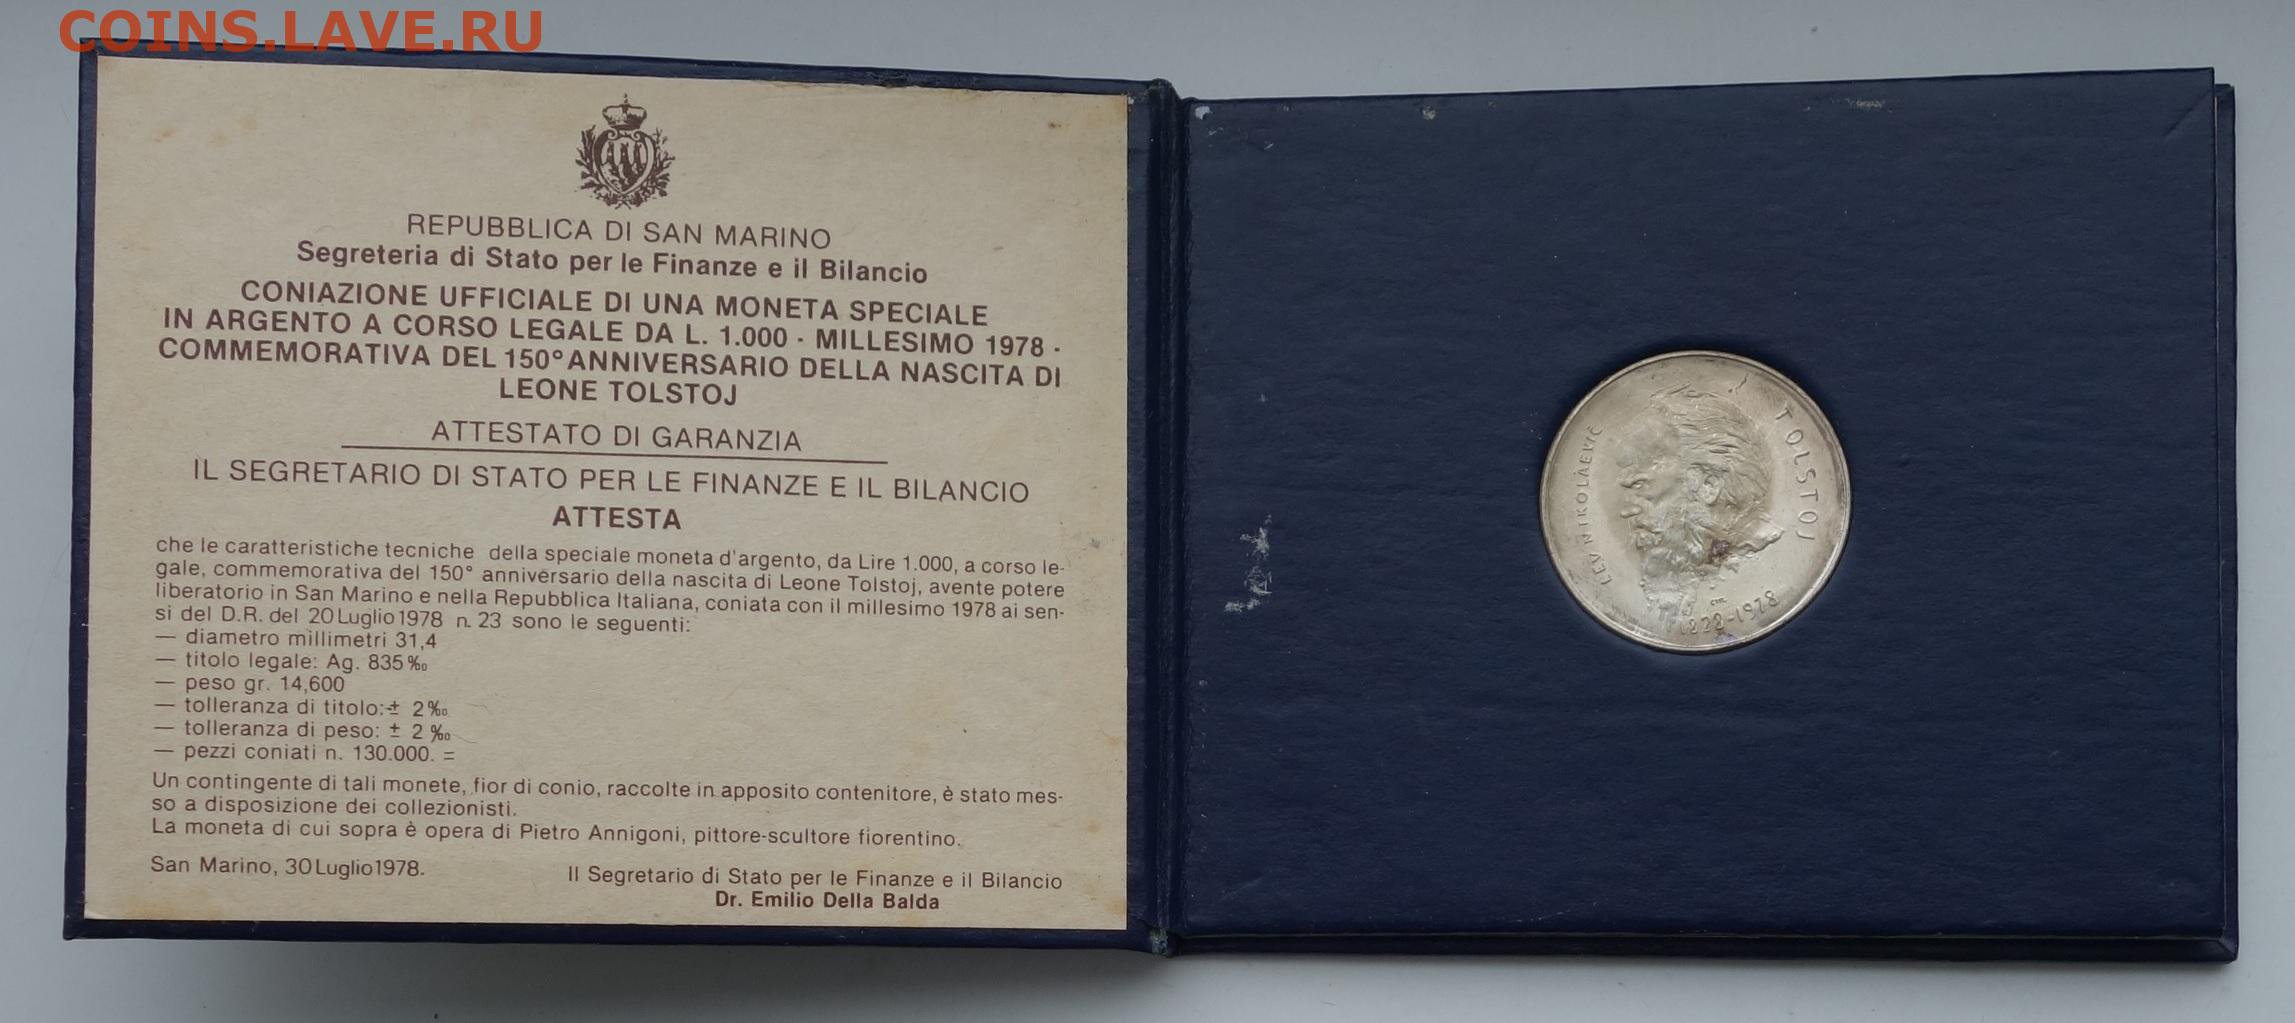 COINS.LAVE.RU
REPUBBLICA DI SAN MARINO
Segreteria di Stato per le Finanze e il Bilancio
CONIAZIONE UFFICIALE DI UNA MONETA SPECIALE
IN ARGENTO A CORSO LEGALE DA L. 1.000 - MILLESIMO 1978 -
COMMEMORATIVA DEL 150° ANNIVERSARIO DELLA NASCITA DI
LEONE TOLSTOJ
ATTESTATO DI GARANZIA
IL SEGRETARIO DI STATO PER LE FINANZE E IL BILANCIO
ATTESTA
che le caratteristiche tecniche della speciale moneta d'argento, da Lire 1.000, a corso le-
gale, commemorativa del 150° anniversario della nascita di Leone Tolstoj, avente potere
liberatorio in San Marino e nella Repubblica Italiana, coniata con il millesimo 1978 ai sen-
si del D.R. del 20 Luglio 1978 n. 23 sono le seguenti:
— diametro millimetri 31,4
— titolo legale: Ag. 835‰
— peso gr. 14,600
— tolleranza di titolo: ± 2‰
— tolleranza di peso: ± 2‰
— pezzi coniati n. 130.000. =
Un contingente di tali monete, fior di conio, raccolte in apposito contenitore, è stato mes-
so a disposizione dei collezionisti.
La moneta di cui sopra è opera di Pietro Annigoni, pittore-scultore fiorentino.
San Marino, 30 Luglio 1978.
Il Segretario di Stato per le Finanze e il Bilancio
Dr. Emilio Della Balda
LEV NIKOLAEVIČ
TOLSTOJ
1828-1978